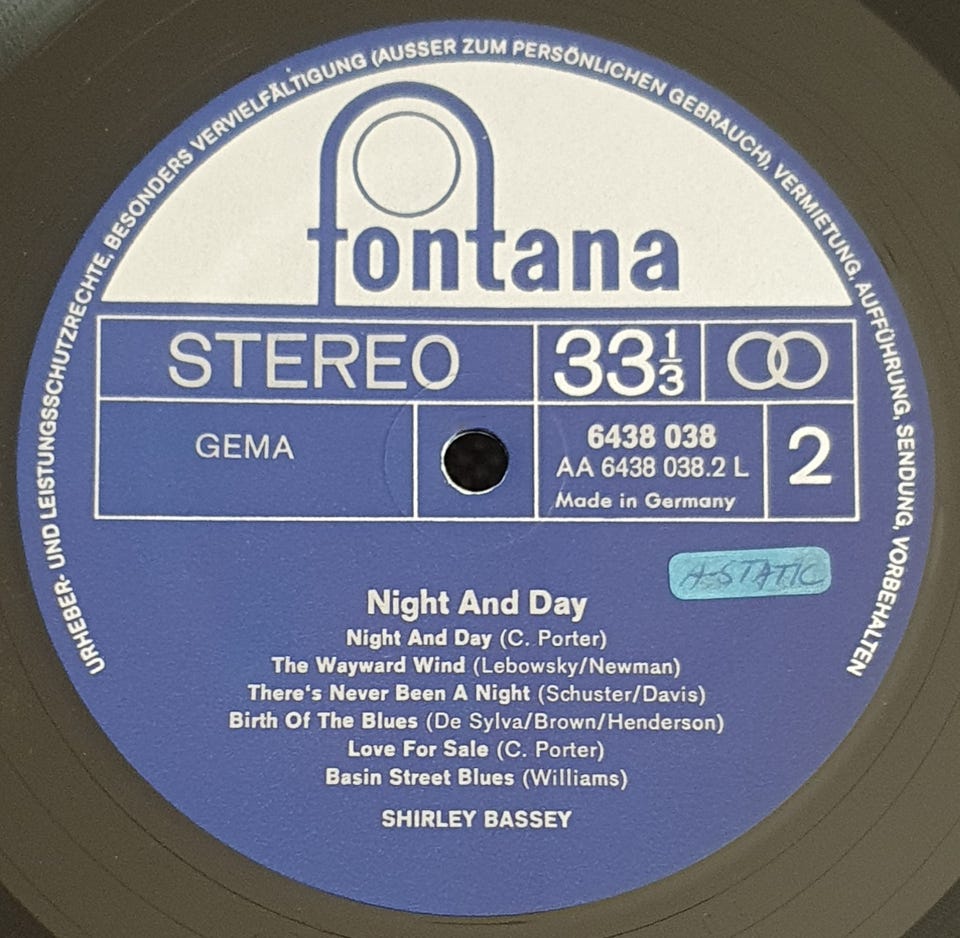 URHEBER- UND LEISTUNGSSCHUTZRECHTE, BESONDERS VERVIELFÄLTIGUNG (AUSSER ZUM PERSÖNLICHEN GEBRAUCH), VERMIETUNG, AUFFÜHRUNG, SENDUNG, VORBEHALTEN
fontana
STEREO 33 1/3
GEMA
6438 038
AA 6438 038.2 L
Made in Germany
2
A-STATIC
Night And Day
Night And Day (C. Porter)
The Wayward Wind (Lebowsky/Newman)
There's Never Been A Night (Schuster/Davis)
Birth Of The Blues (De Sylva/Brown/Henderson)
Love For Sale (C. Porter)
Basin Street Blues (Williams)
SHIRLEY BASSEY